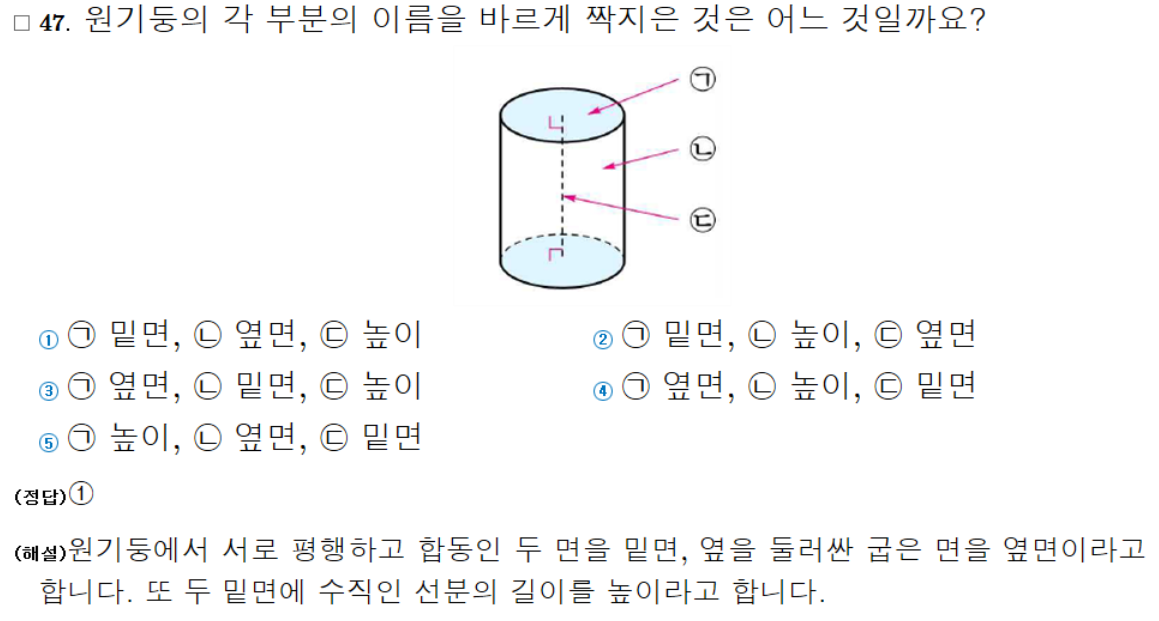 □ 47. 원기둥의 각 부분의 이름을 바르게 짝지은 것은 어느 것일까요?
㉠
㉡
㉢
① ㉠ 밑면, ㉡ 옆면, ㉢ 높이
② ㉠ 밑면, ㉡ 높이, ㉢ 옆면
③ ㉠ 옆면, ㉡ 밑면, ㉢ 높이
④ ㉠ 옆면, ㉡ 높이, ㉢ 밑면
⑤ ㉠ 높이, ㉡ 옆면, ㉢ 밑면
(정답)①
(해설)원기둥에서 서로 평행하고 합동인 두 면을 밑면, 옆을 둘러싼 굽은 면을 옆면이라고
합니다. 또 두 밑면에 수직인 선분의 길이를 높이라고 합니다.